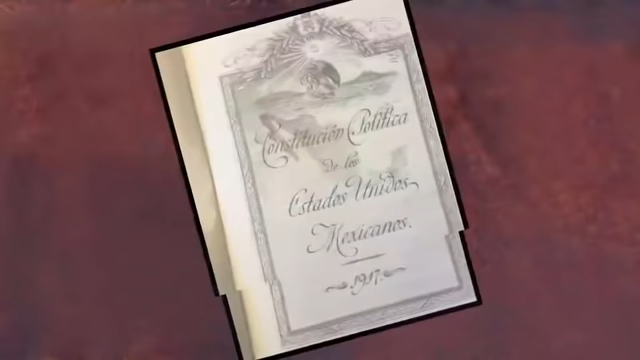 Constitución Política
De los
Estados Unidos
Mexicanos.
1917.